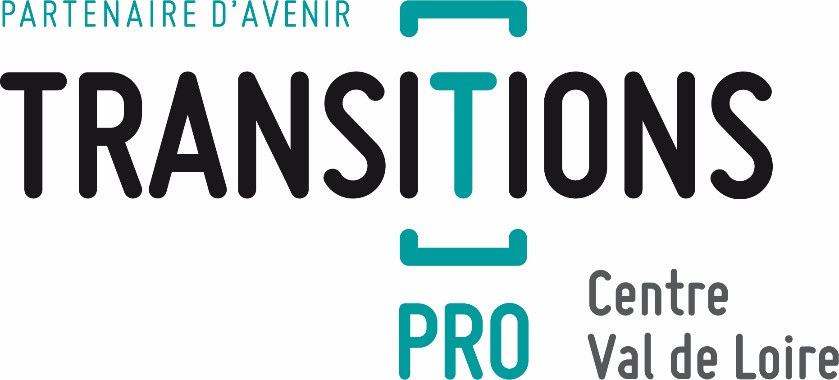 PARTENAIRE D'AVENIR
TRANSITIONS
PRO
Centre
Val de Loire